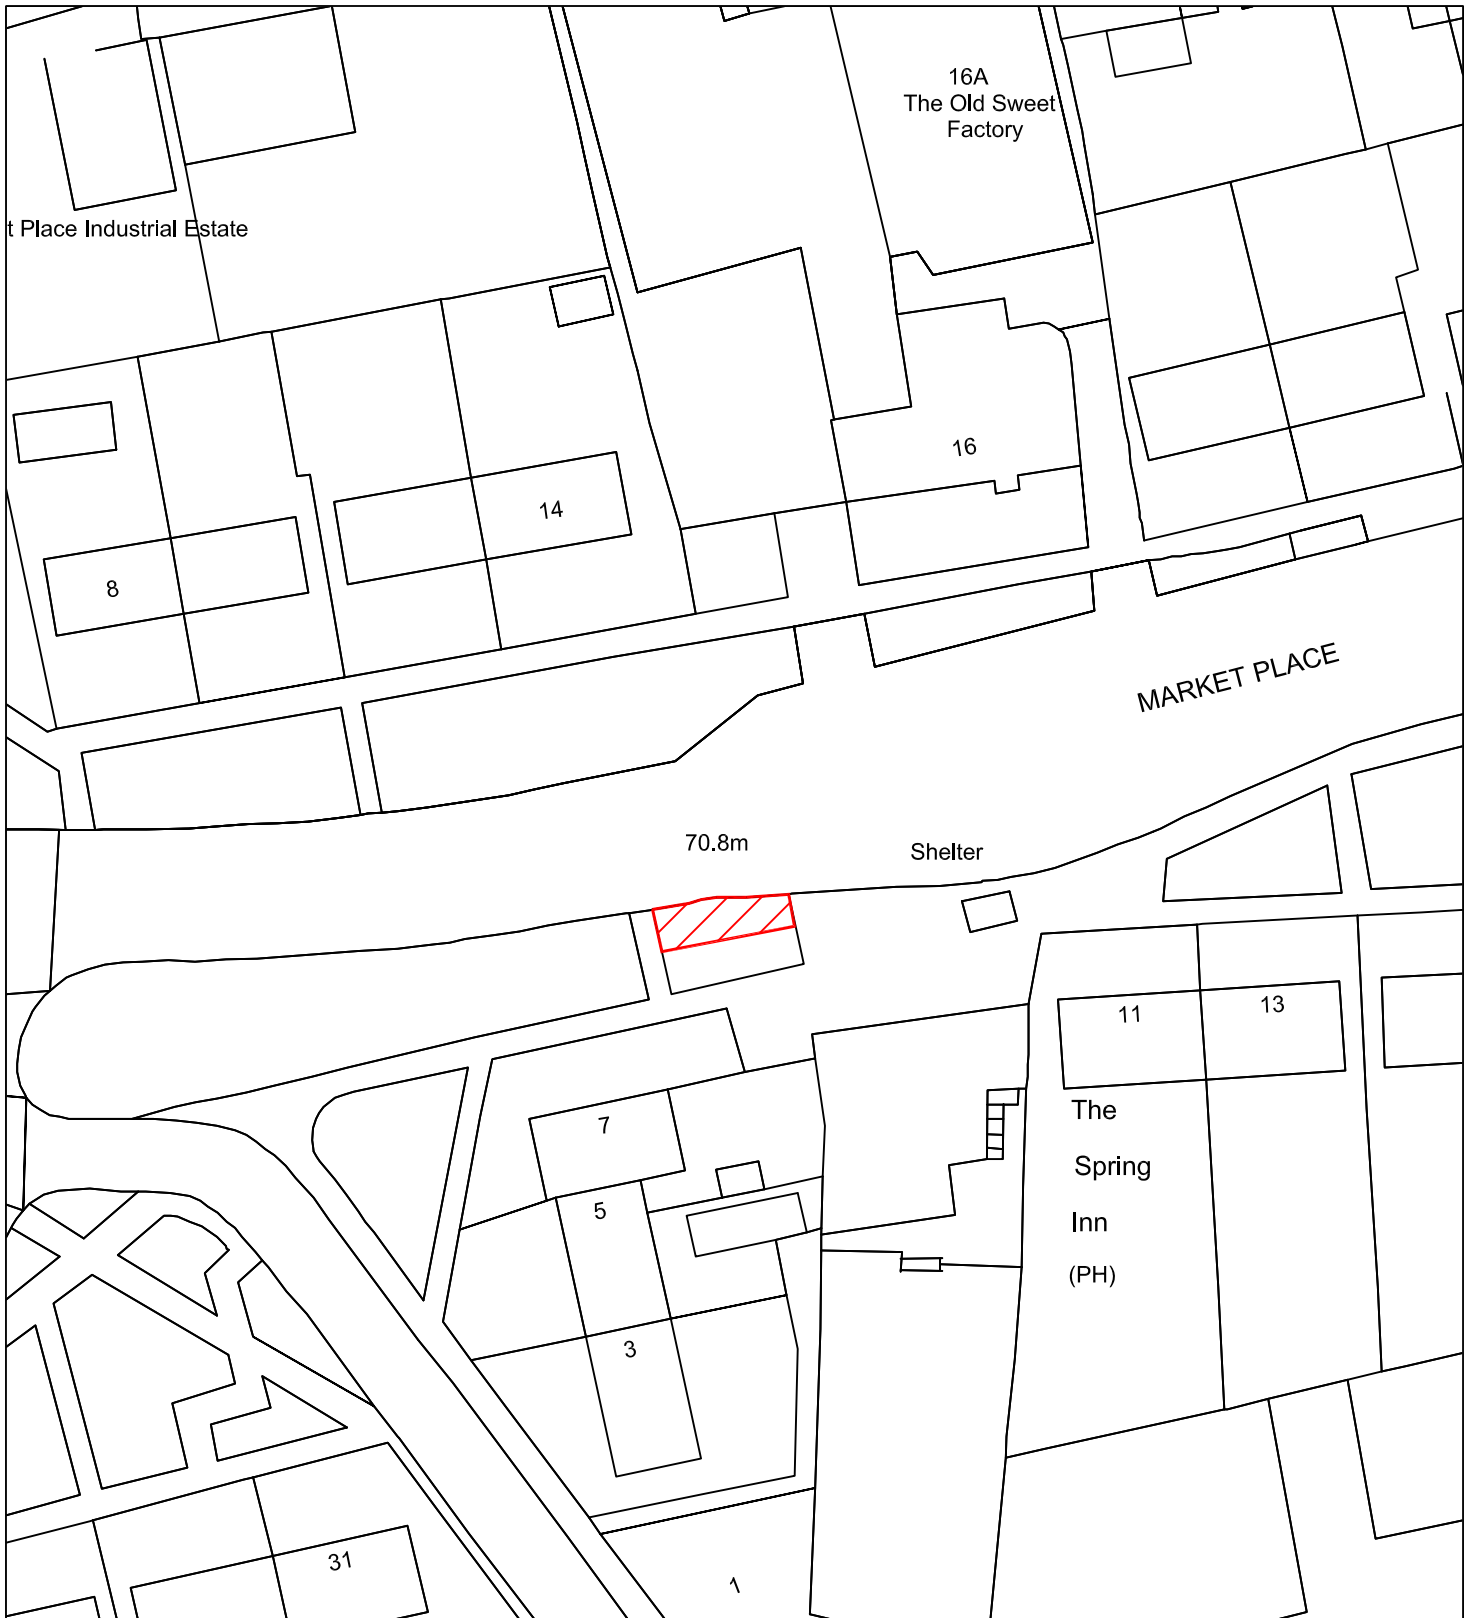 16A
The Old Sweet
Factory
t Place Industrial Estate
16
14
8
MARKET PLACE
70.8m
Shelter
11
13
The
Spring
Inn
(PH)
7
5
3
31
1